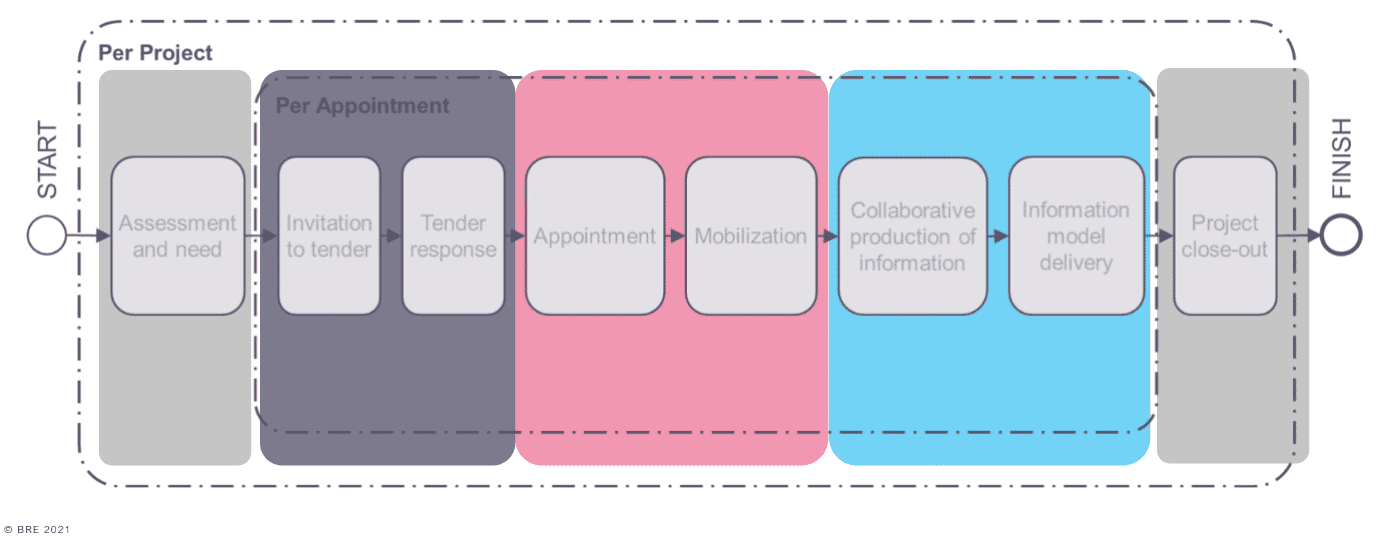 Per Project
Per Appointment
START
Assessment
and need
Invitation
to tender
Tender
response
Appointment
Mobilization
Collaborative
production of
information
Information
model
delivery
Project
close-out
FINISH
© BRE 2021